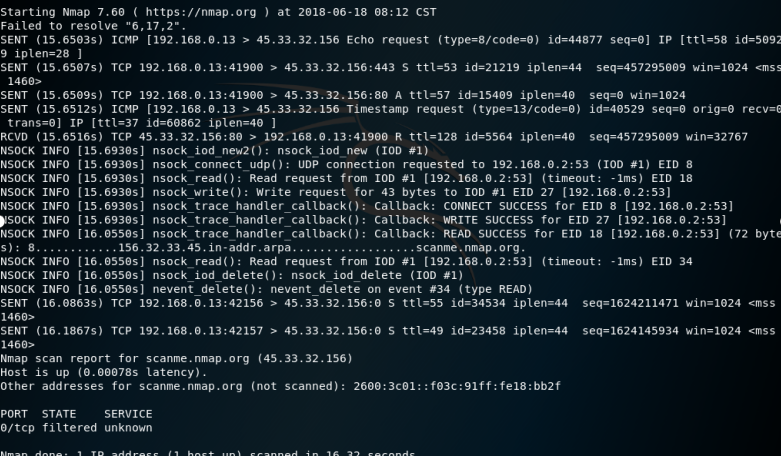 Starting Nmap 7.60 ( https://nmap.org ) at 2018-06-18 08:12 CST
Failed to resolve "6,17,2".
SENT (15.6503s) ICMP [192.168.0.13 > 45.33.32.156 Echo request (type=8/code=0) id=44877 seq=0] IP [ttl=58 id=5092
9 iplen=28 ]
SENT (15.6507s) TCP 192.168.0.13:41900 > 45.33.32.156:443 S ttl=53 id=21219 iplen=44  seq=457295009 win=1024 <mss
 1460>
SENT (15.6509s) TCP 192.168.0.13:41900 > 45.33.32.156:80 A ttl=57 id=15409 iplen=40  seq=0 win=1024
SENT (15.6512s) ICMP [192.168.0.13 > 45.33.32.156 Timestamp request (type=13/code=0) id=40529 seq=0 orig=0 recv=0
 trans=0] IP [ttl=37 id=60862 iplen=40 ]
RCVD (15.6516s) TCP 45.33.32.156:80 > 192.168.0.13:41900 R ttl=128 id=5564 iplen=40  seq=457295009 win=32767
NSOCK INFO [15.6930s] nsock_iod_new2(): nsock_iod_new (IOD #1)
NSOCK INFO [15.6930s] nsock_connect_udp(): UDP connection requested to 192.168.0.2:53 (IOD #1) EID 8
NSOCK INFO [15.6930s] nsock_read(): Read request from IOD #1 [192.168.0.2:53] (timeout: -1ms) EID 18
NSOCK INFO [15.6930s] nsock_write(): Write request for 43 bytes to IOD #1 EID 27 [192.168.0.2:53]
NSOCK INFO [15.6930s] nsock_trace_handler_callback(): Callback: CONNECT SUCCESS for EID 8 [192.168.0.2:53]
NSOCK INFO [15.6930s] nsock_trace_handler_callback(): Callback: WRITE SUCCESS for EID 27 [192.168.0.2:53]
NSOCK INFO [16.0550s] nsock_trace_handler_callback(): Callback: READ SUCCESS for EID 18 [192.168.0.2:53] (72 byte
s): 8............156.32.33.45.in-addr.arpa..................scanme.nmap.org.
NSOCK INFO [16.0550s] nsock_read(): Read request from IOD #1 [192.168.0.2:53] (timeout: -1ms) EID 34
NSOCK INFO [16.0550s] nsock_iod_delete(): nsock_iod_delete (IOD #1)
NSOCK INFO [16.0550s] nevent_delete(): nevent_delete on event #34 (type READ)
SENT (16.0863s) TCP 192.168.0.13:42156 > 45.33.32.156:0 S ttl=55 id=34534 iplen=44  seq=1624211471 win=1024 <mss
1460>
SENT (16.1867s) TCP 192.168.0.13:42157 > 45.33.32.156:0 S ttl=49 id=23458 iplen=44  seq=1624145934 win=1024 <mss
1460>
Nmap scan report for scanme.nmap.org (45.33.32.156)
Host is up (0.00078s latency).
Other addresses for scanme.nmap.org (not scanned): 2600:3c01::f03c:91ff:fe18:bb2f
PORT  STATE    SERVICE
0/tcp filtered unknown
Nmap done: 1 IP address (1 host up) scanned in 16.32 seconds